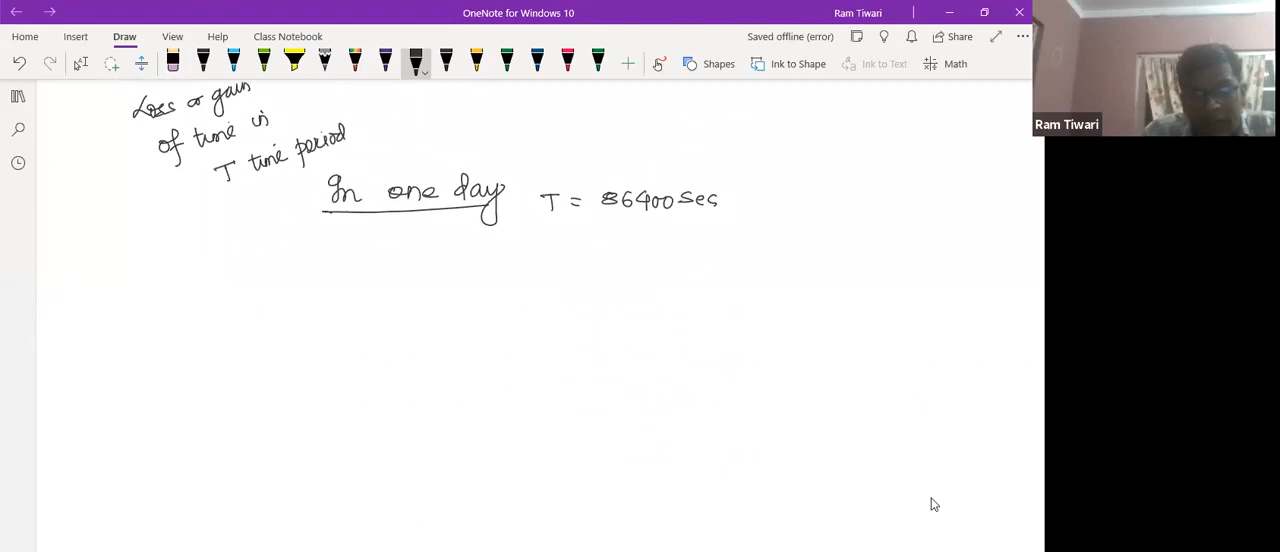 OneNote for Windows 10
Ram Tiwari
Home Insert Draw View Help Class Notebook
Saved offline (error) Share
Shapes Ink to Shape Ink to Text Math
Loss or gain
of time in
T time period
In one day T = 86400 Sec
Ram Tiwari